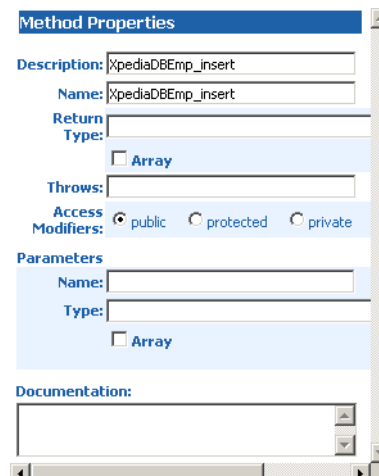 Method Properties
Description: XpediaDBEmp_insert
Name: XpediaDBEmp_insert
Return
Type:
Array
Throws:
Access
Modifiers: public protected private
Parameters
Name:
Type:
Array
Documentation: